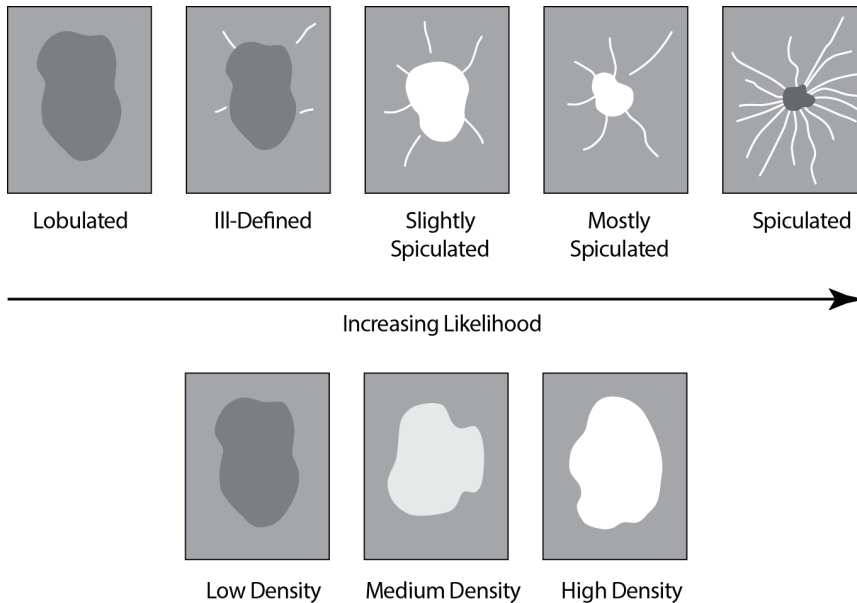 Lobulated
Ill-Defined
Slightly
Spiculated
Mostly
Spiculated
Spiculated
Increasing Likelihood
Low Density
Medium Density
High Density